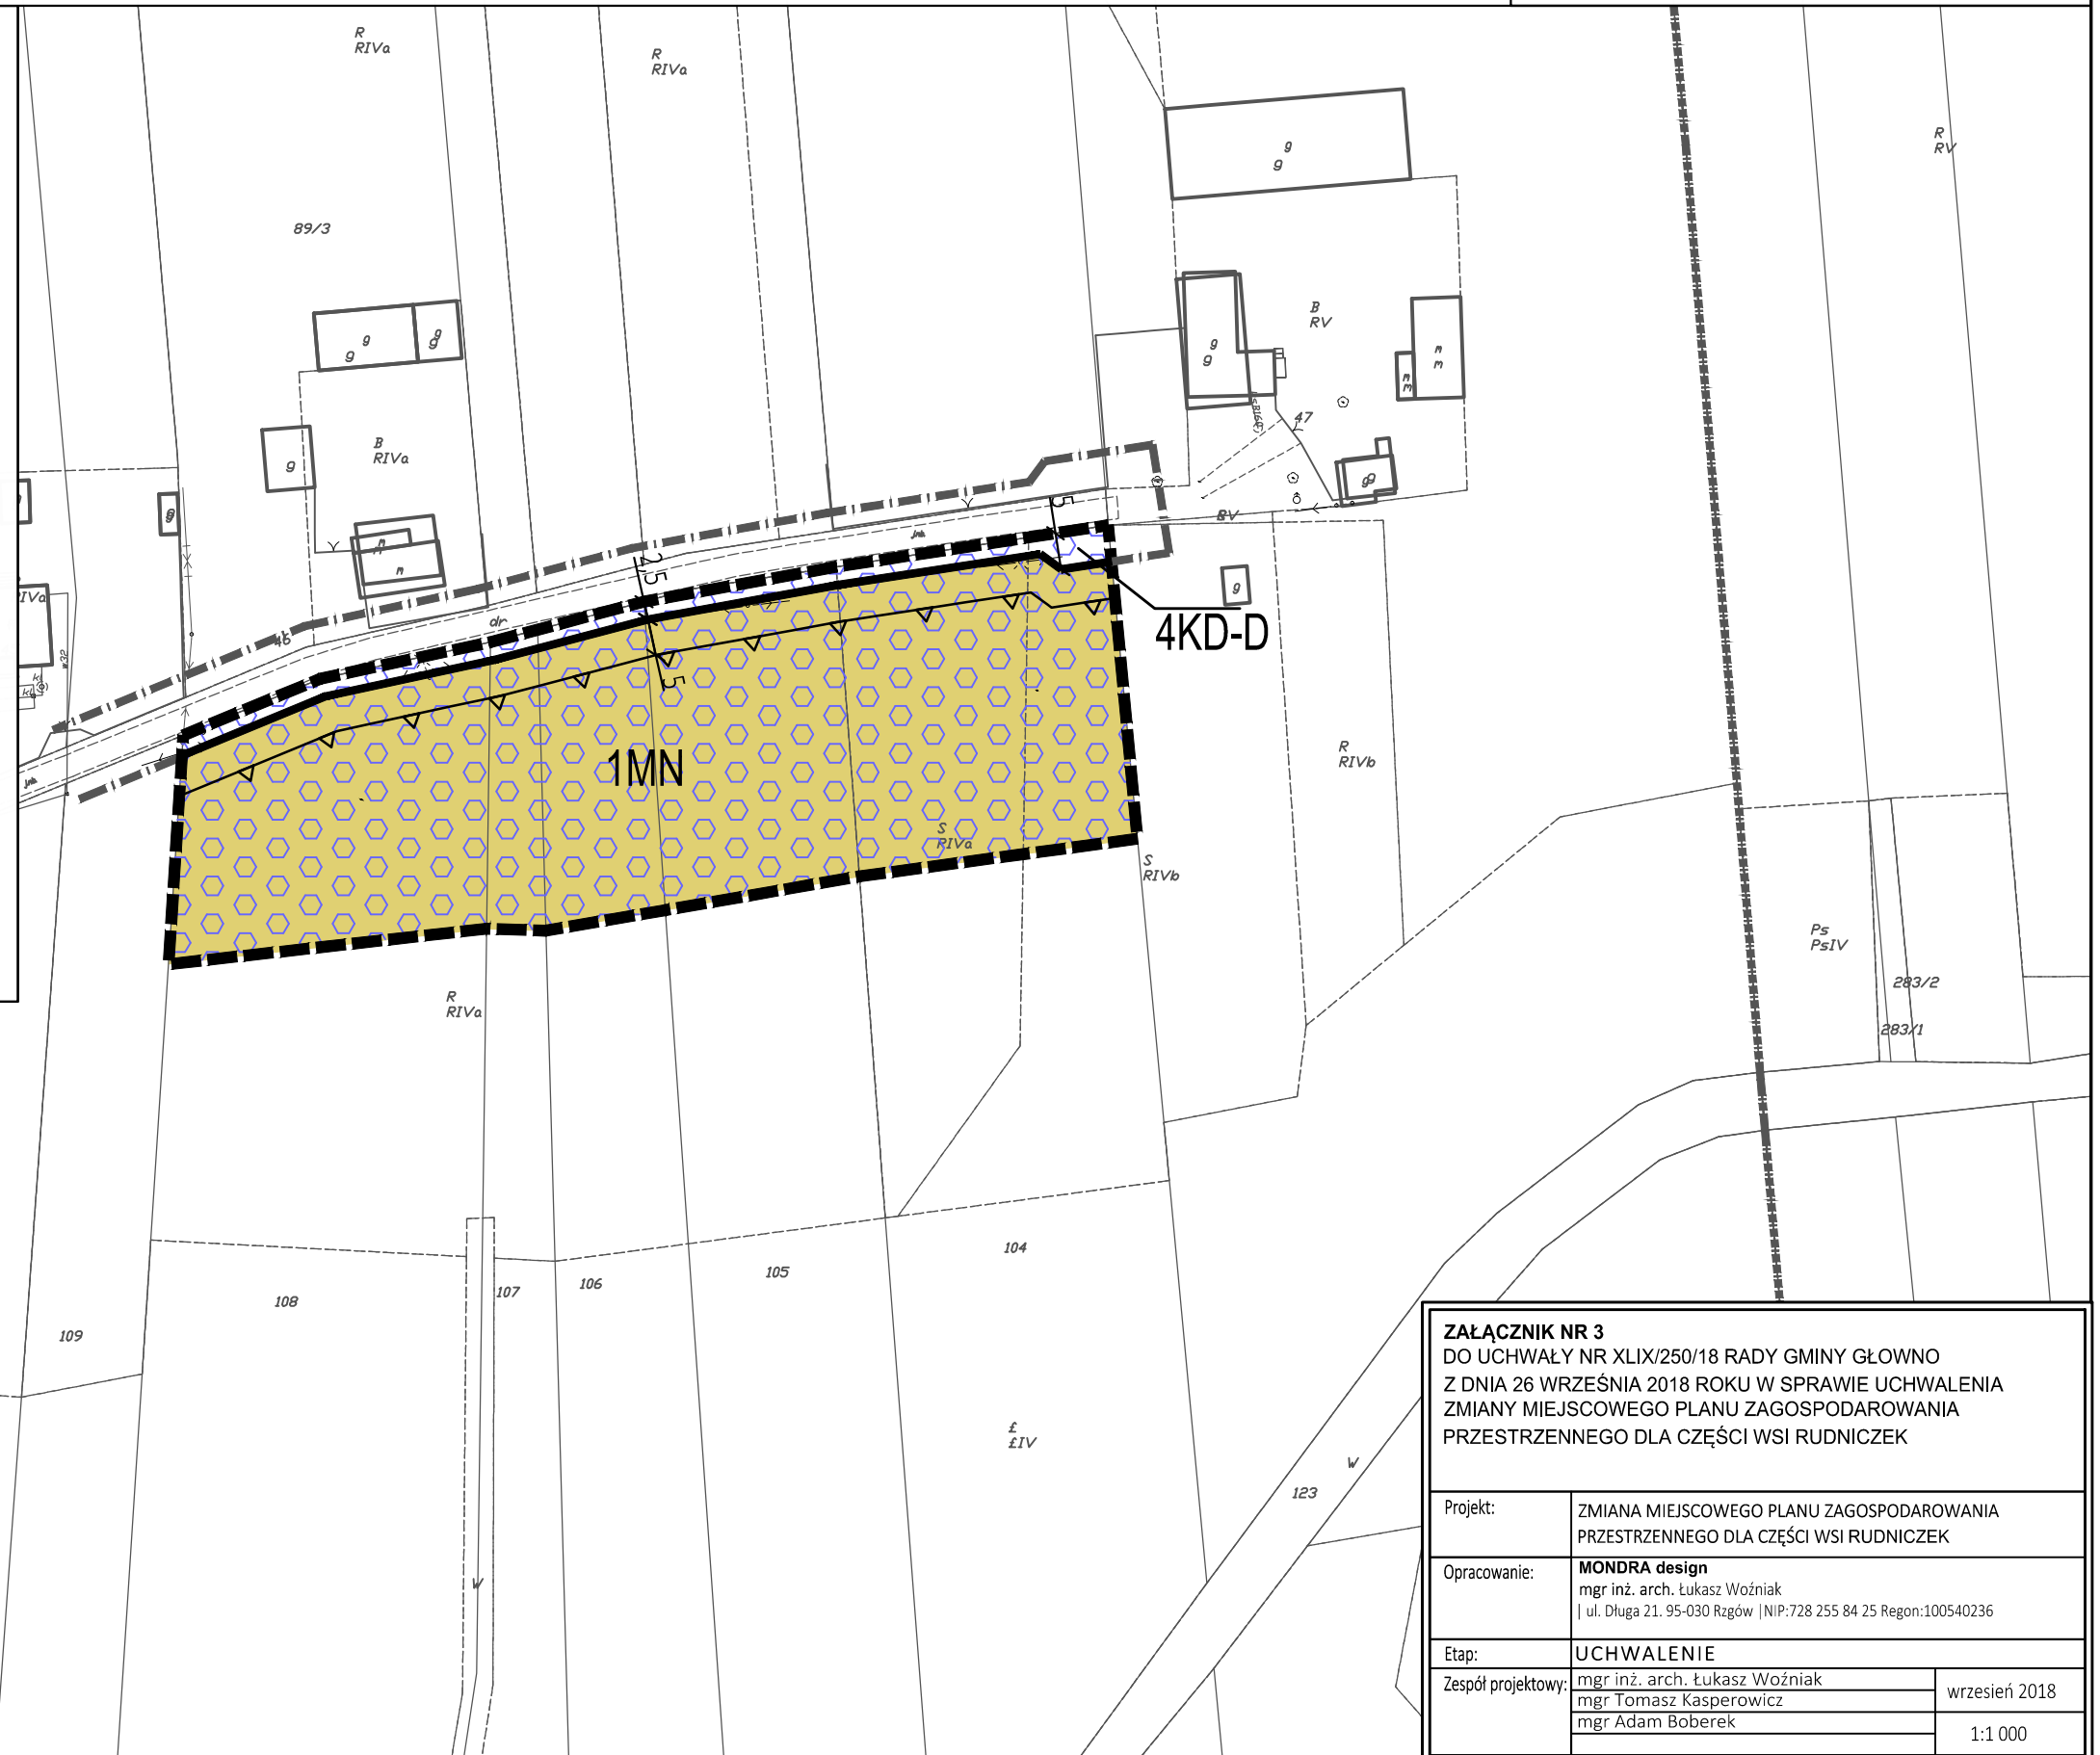 R
RIVa
R
RIVa
R
RV
g
g
89/3
B
RV
g
g
g
g
g
g
n
m
n
m
47
B
RIVa
g
g
n
n
g
RV
5
2,5
dr
46
IVa
g
4KD-D
5
1MN
R
RIVb
S
RIVa
S
RIVb
Ps
PsIV
283/2
283/1
R
RIVa
104
105
106
107
108
109
Ł
ŁIV
W
123
W
ZAŁĄCZNIK NR 3
DO UCHWAŁY NR XLIX/250/18 RADY GMINY GŁOWNO
Z DNIA 26 WRZEŚNIA 2018 ROKU W SPRAWIE UCHWALENIA
ZMIANY MIEJSCOWEGO PLANU ZAGOSPODAROWANIA
PRZESTRZENNEGO DLA CZĘŚCI WSI RUDNICZEK
Projekt:
ZMIANA MIEJSCOWEGO PLANU ZAGOSPODAROWANIA
PRZESTRZENNEGO DLA CZĘŚCI WSI RUDNICZEK
Opracowanie:
MONDRA design
mgr inż. arch. Łukasz Woźniak
| ul. Długa 21. 95-030 Rzgów |NIP:728 255 84 25 Regon:100540236
Etap:
UCHWALENIE
Zespół projektowy:
mgr inż. arch. Łukasz Woźniak
mgr Tomasz Kasperowicz
mgr Adam Boberek
wrzesień 2018
1:1 000